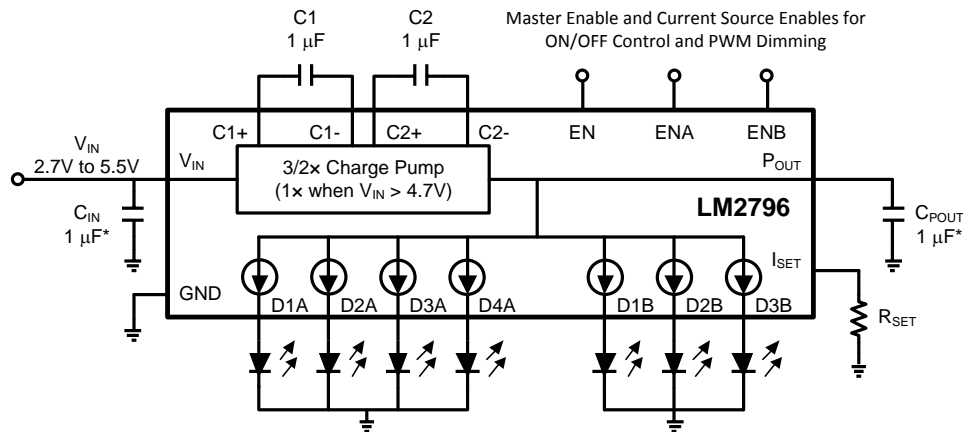 C1
1 µF
C2
1 µF
Master Enable and Current Source Enables for
ON/OFF Control and PWM Dimming
C1+
C1-
C2+
C2-
EN
ENA
ENB
VIN
2.7V to 5.5V
VIN
3/2× Charge Pump
(1× when VIN > 4.7V)
POUT
LM2796
CIN
1 µF*
CPOUT
1 µF*
ISET
GND
D1A
D2A
D3A
D4A
D1B
D2B
D3B
RSET